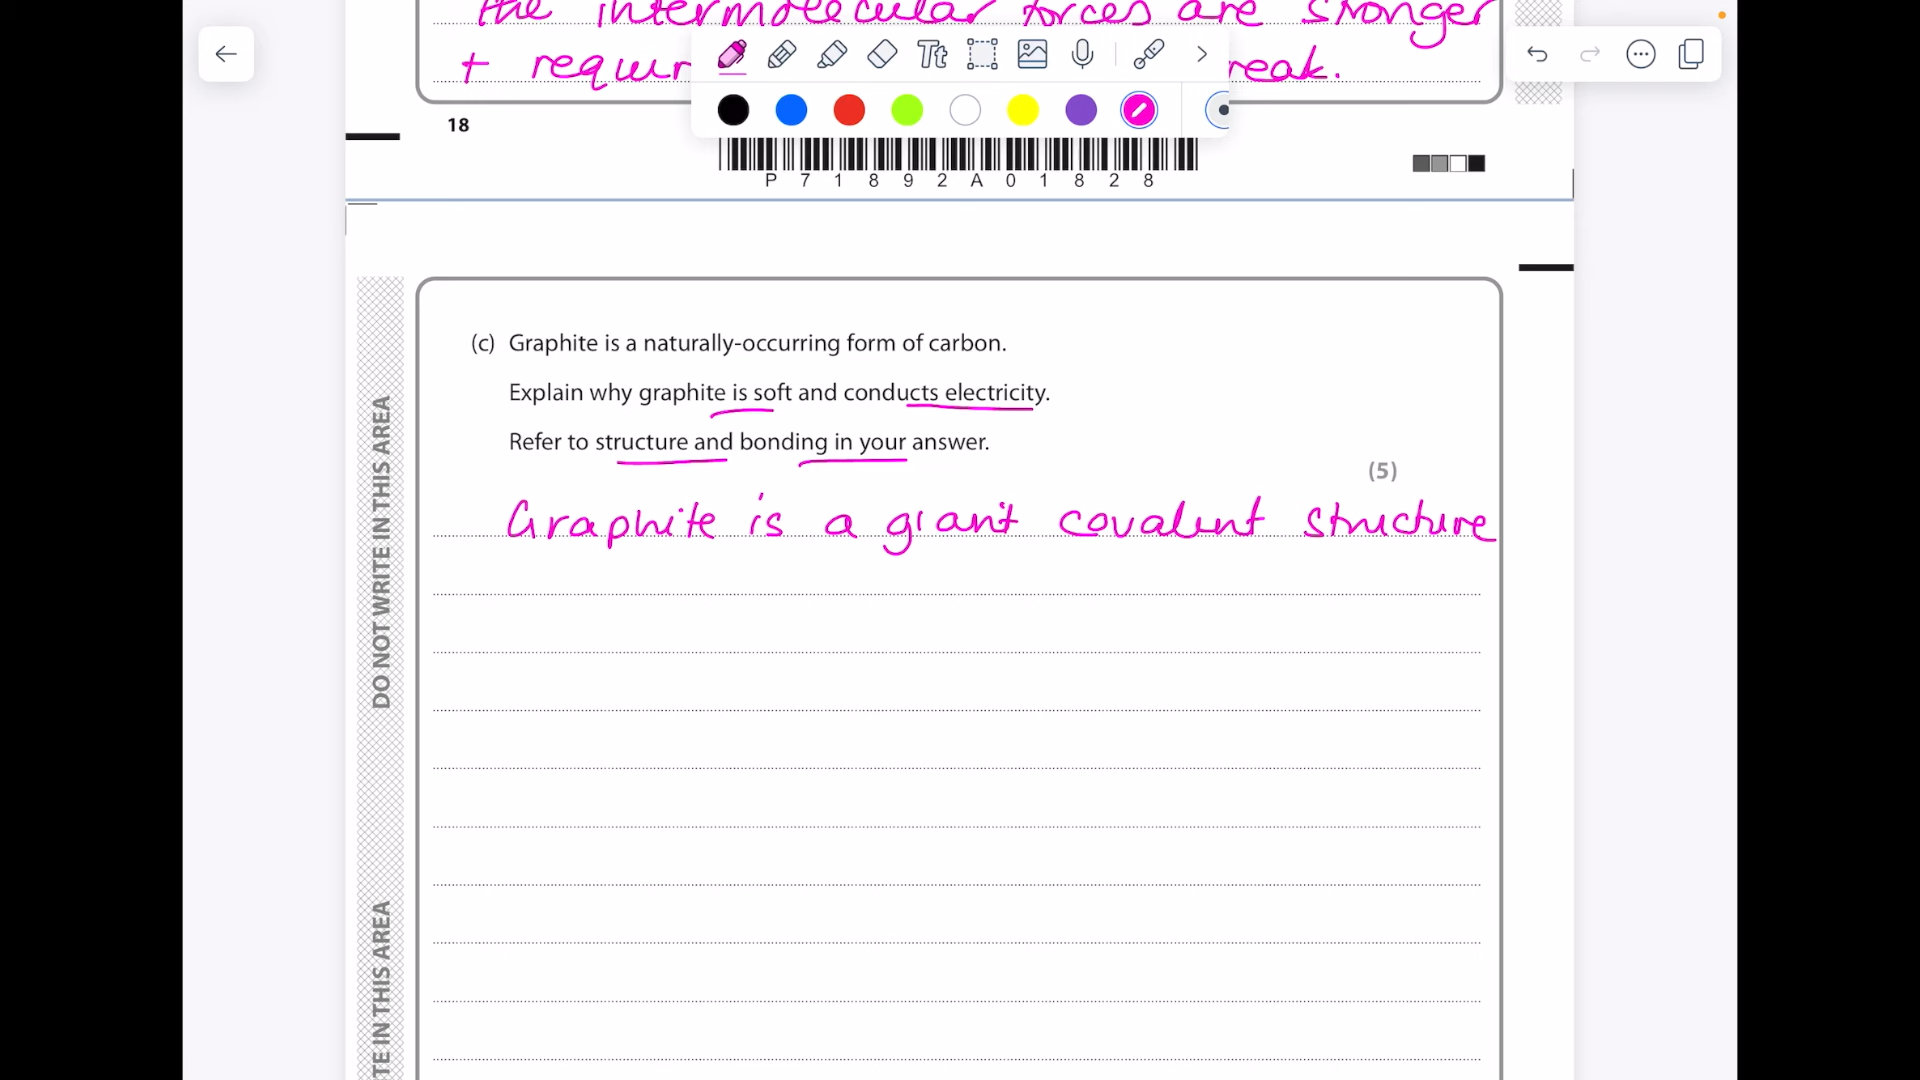 the intermolecular forces are stronger
+ requir reak.
Tt
18
P 7 1 8 9 2 A 0 1 8 2 8
(c) Graphite is a naturally-occurring form of carbon.
Explain why graphite is soft and conducts electricity.
Refer to structure and bonding in your answer.
(5)
Graphite is a giant covalent structure
DO NOT WRITE IN THIS AREA
TE IN THIS AREA